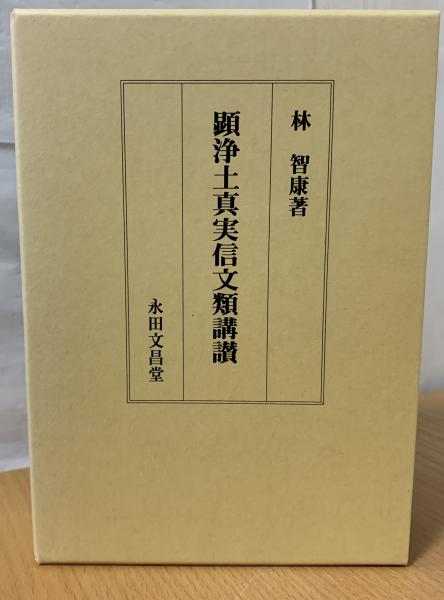 林 智康著
顕浄土真実信文類講讃
永田文昌堂